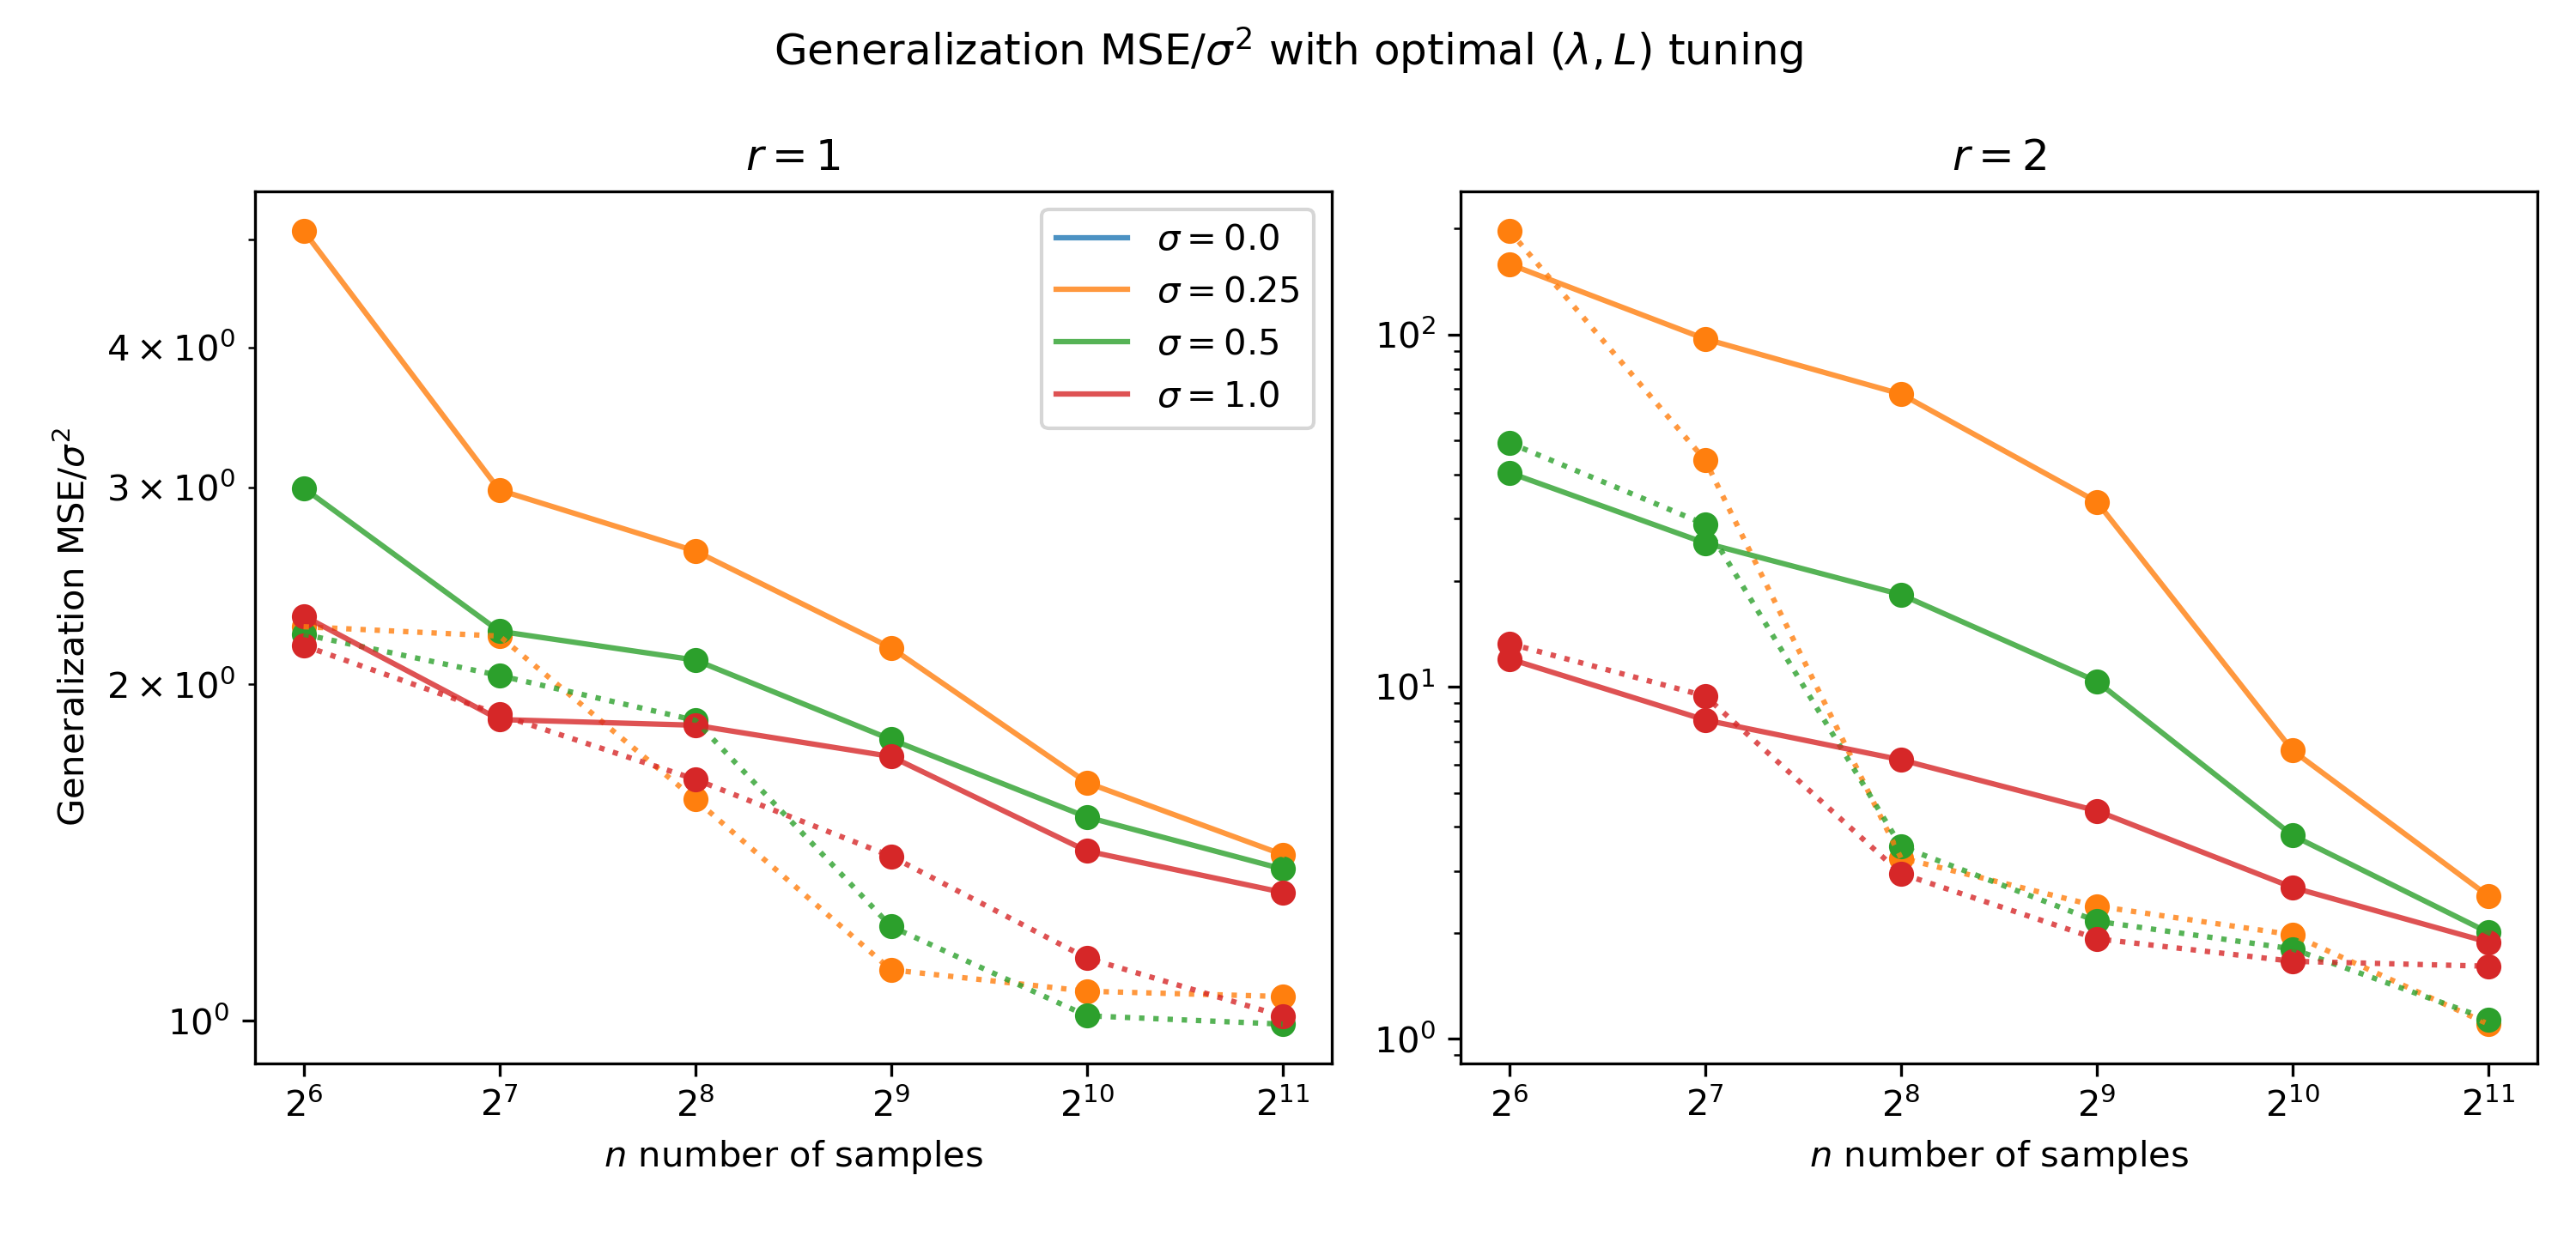 Generalization MSE/σ² with optimal (λ, L) tuning
r = 1
r = 2
σ = 0.0
σ = 0.25
σ = 0.5
σ = 1.0
Generalization MSE/σ²
4 × 10⁰
3 × 10⁰
2 × 10⁰
10⁰
10²
10¹
10⁰
2⁶ 2⁷ 2⁸ 2⁹ 2¹⁰ 2¹¹
2⁶ 2⁷ 2⁸ 2⁹ 2¹⁰ 2¹¹
n number of samples
n number of samples